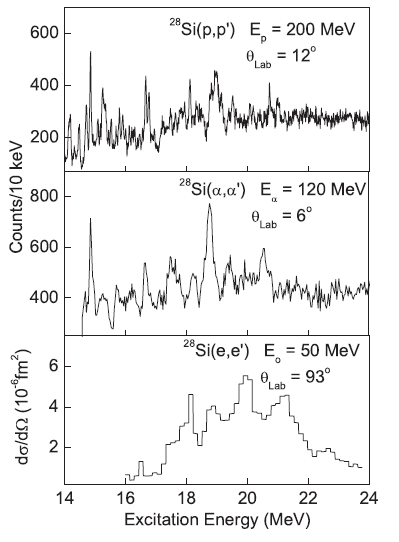 ²⁸Si(p,p') Eₚ = 200 MeV
θLab = 12°
600
400
200
Counts/10 keV
²⁸Si(α,α') Eα = 120 MeV
θLab = 6°
800
600
400
²⁸Si(e,e') Eₒ = 50 MeV
θLab = 93°
6
4
2
dσ/dΩ (10⁻⁶fm²)
14 16 18 20 22 24
Excitation Energy (MeV)